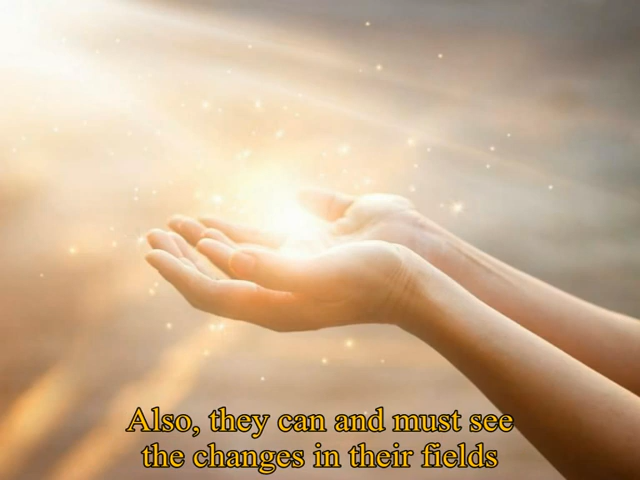 Also, they can and must see
the changes in their fields